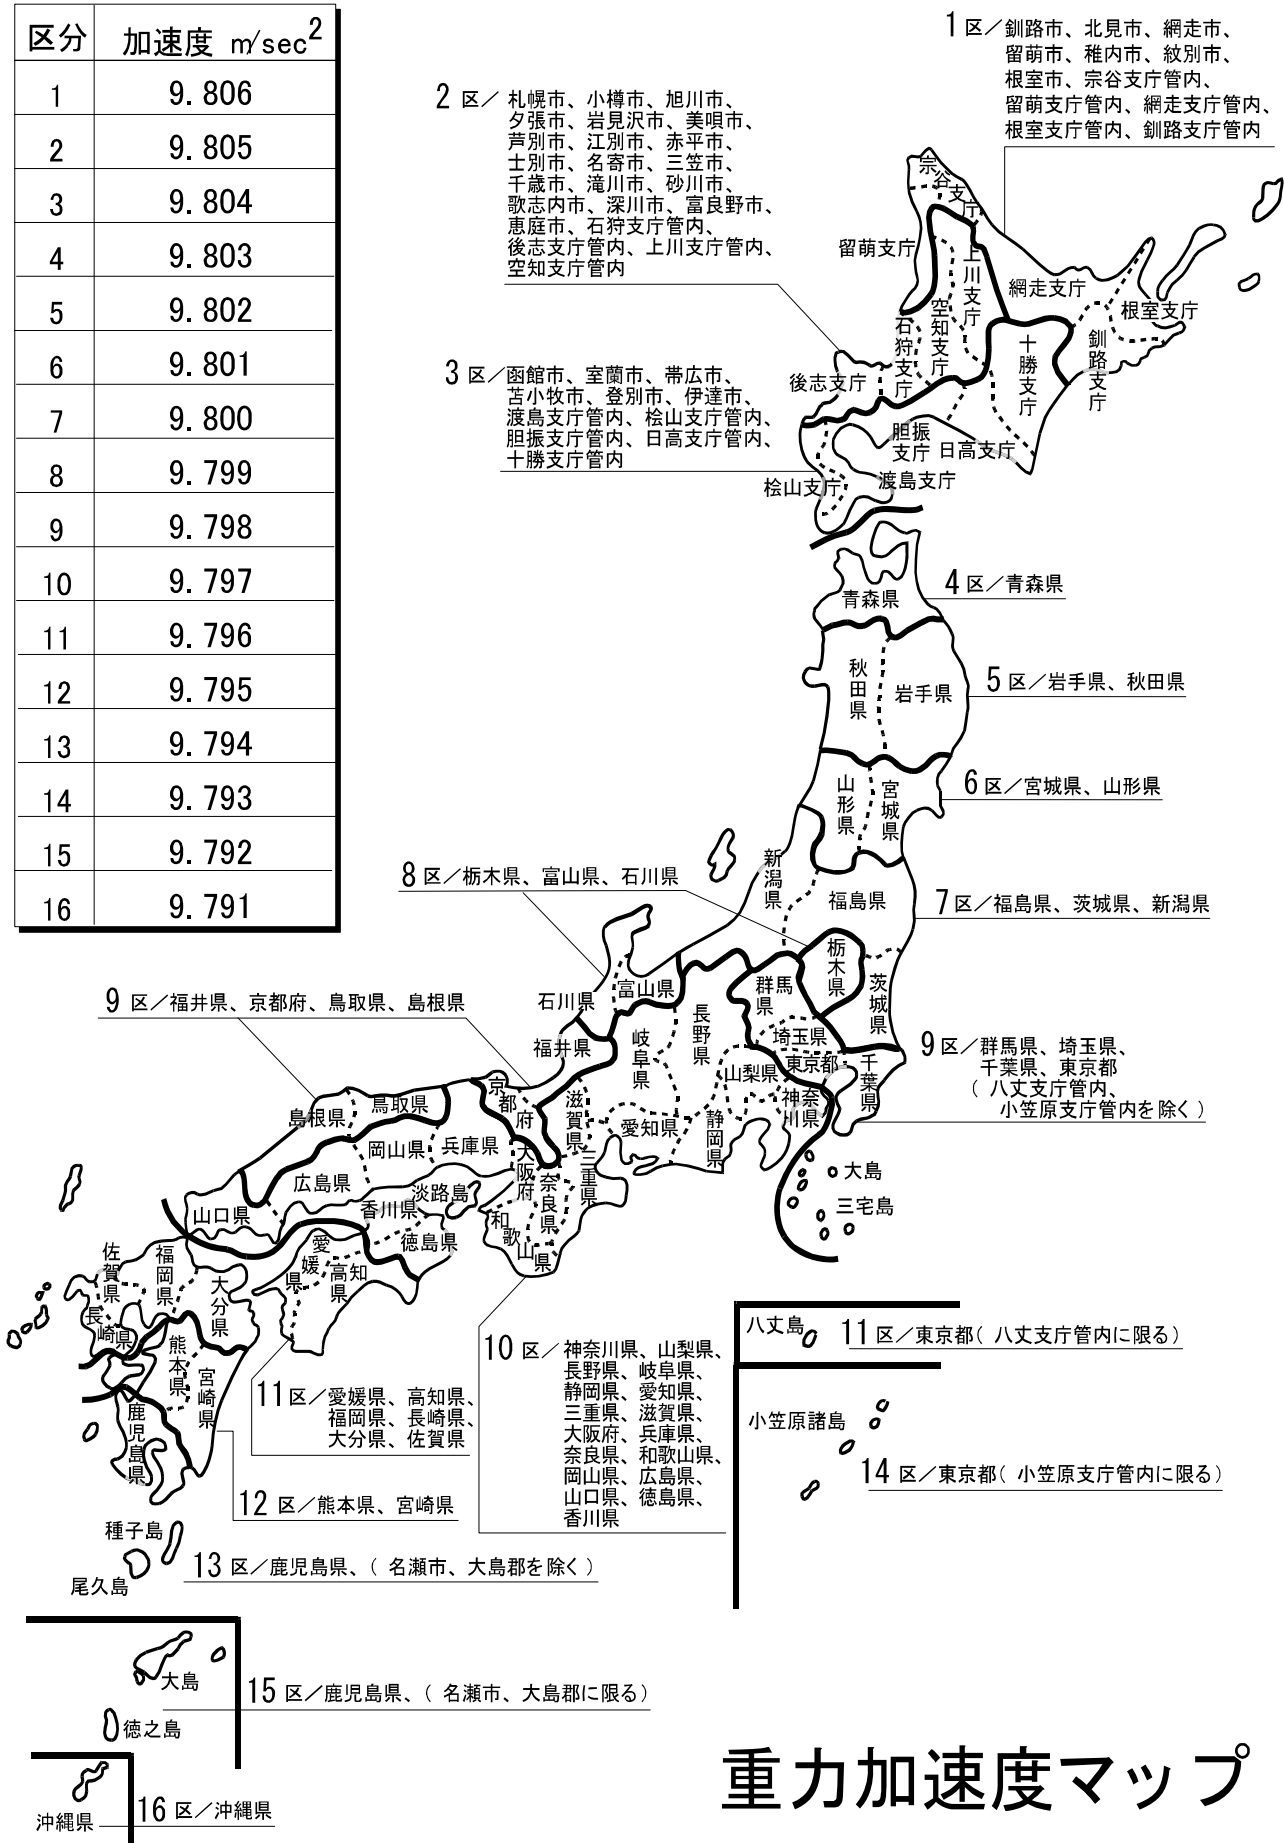 区分 加速度 m/sec2
1 9.806
2 9.805
3 9.804
4 9.803
5 9.802
6 9.801
7 9.800
8 9.799
9 9.798
10 9.797
11 9.796
12 9.795
13 9.794
14 9.793
15 9.792
16 9.791
1 区／釧路市、北見市、網走市、
留萌市、稚内市、紋別市、
根室市、宗谷支庁管内、
留萌支庁管内、網走支庁管内、
根室支庁管内、釧路支庁管内
2 区／ 札幌市、小樽市、旭川市、
夕張市、岩見沢市、美唄市、
芦別市、江別市、赤平市、
士別市、名寄市、三笠市、
千歳市、滝川市、砂川市、
歌志内市、深川市、富良野市、
恵庭市、石狩支庁管内、
後志支庁管内、上川支庁管内、
空知支庁管内
3 区／函館市、室蘭市、帯広市、
苫小牧市、登別市、伊達市、
渡島支庁管内、桧山支庁管内、
胆振支庁管内、日高支庁管内、
十勝支庁管内
宗谷支庁
留萌支庁
上川支庁
網走支庁
根室支庁
空知支庁
石狩支庁
釧路支庁
十勝支庁
後志支庁
胆振
支庁
日高支庁
渡島支庁
桧山支庁
青森県
4 区／青森県
秋田県
岩手県
5 区／岩手県、秋田県
山形県
宮城県
6 区／宮城県、山形県
新潟県
福島県
8 区／栃木県、富山県、石川県
7 区／福島県、茨城県、新潟県
栃木県
茨城県
群馬
県
富山県
石川県
長野県
埼玉県
岐阜県
福井県
東京都
千葉県
山梨県
神奈
川県
9 区／福井県、京都府、鳥取県、島根県
9 区／群馬県、埼玉県、
千葉県、東京都
( 八丈支庁管内、
小笠原支庁管内を除く )
京都府
滋賀県
鳥取県
島根県
愛知県
静岡県
岡山県
兵庫県
大阪府
三重県
奈良県
広島県
淡路島
香川県
山口県
和歌山県
徳島県
大島
三宅島
愛媛県
高知
県
佐賀県
福岡県
大分県
長崎県
熊本県
宮崎県
鹿児島県
八丈島
11 区／東京都( 八丈支庁管内に限る)
10 区／神奈川県、山梨県、
長野県、岐阜県、
静岡県、愛知県、
三重県、滋賀県、
大阪府、兵庫県、
奈良県、和歌山県、
岡山県、広島県、
山口県、徳島県、
香川県
11 区／愛媛県、高知県、
福岡県、長崎県、
大分県、佐賀県
小笠原諸島
14 区／東京都( 小笠原支庁管内に限る)
12 区／熊本県、宮崎県
種子島
尾久島
13 区／鹿児島県、( 名瀬市、大島郡を除く )
大島
15 区／鹿児島県、( 名瀬市、大島郡に限る)
徳之島
沖縄県
16 区／沖縄県
重力加速度マップ